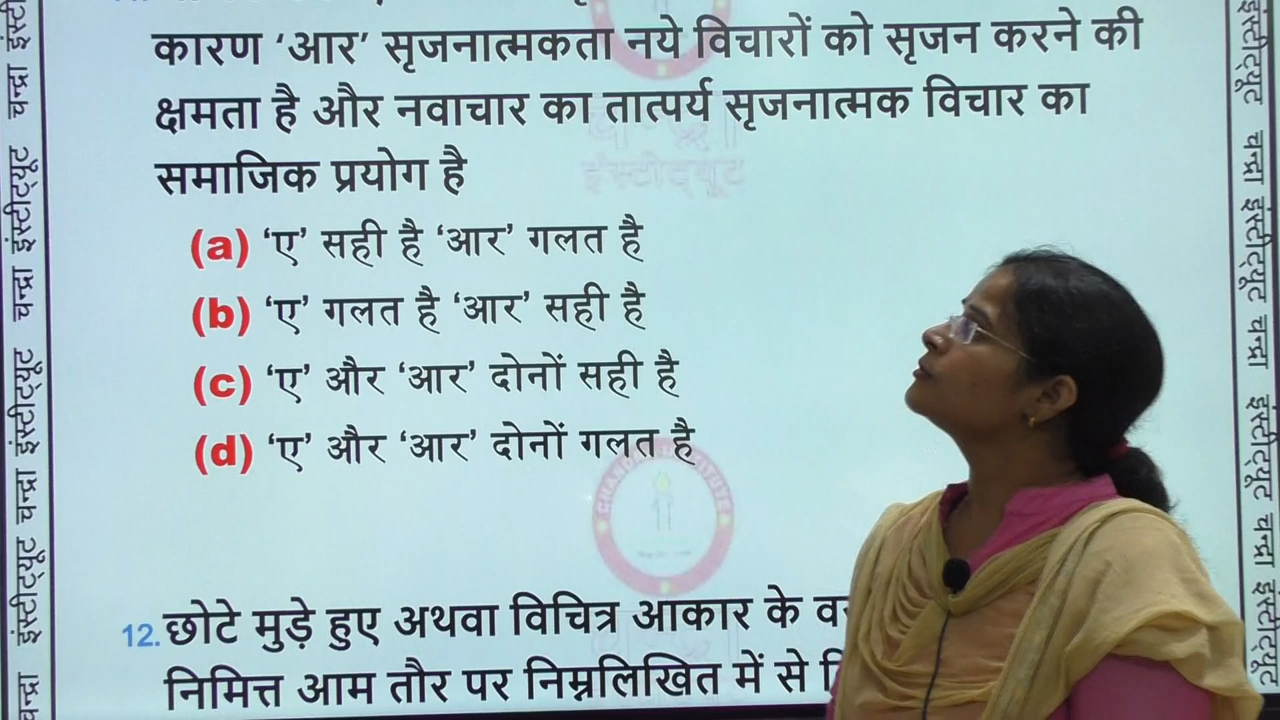 कारण ‘आर’ सृजनात्मकता नये विचारों को सृजन करने की
क्षमता है और नवाचार का तात्पर्य सृजनात्मक विचार का
समाजिक प्रयोग है
(a) ‘ए’ सही है ‘आर’ गलत है
(b) ‘ए’ गलत है ‘आर’ सही है
(c) ‘ए’ और ‘आर’ दोनों सही है
(d) ‘ए’ और ‘आर’ दोनों गलत है
CHANDRA INSTITUTE
12. छोटे मुड़े हुए अथवा विचित्र आकार के
निमित्त आम तौर पर निम्नलिखित में से
चन्द्रा इंस्टीट्यूट चन्द्रा इंस्टीट्यूट चन्द्रा इंस्टीट्यूट
इंस्टीट्यूट चन्द्रा इंस्टीट्यूट चन्द्रा इंस्टीट्यूट चन्द्रा इंस्टीट्यूट
इंस्टीट्यूट